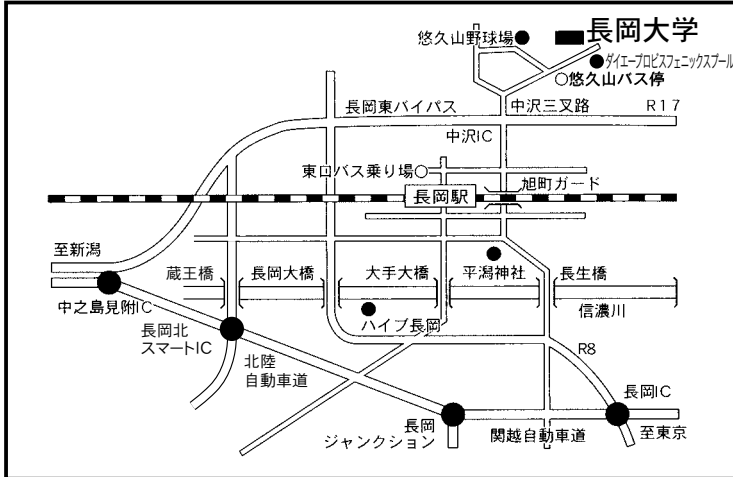 長岡大学
悠久山野球場
ダイエープロビスフェニックスプール
悠久山バス停
長岡東バイパス
中沢三叉路
R17
中沢IC
東口バス乗り場
長岡駅
旭町ガード
至新潟
蔵王橋
長岡大橋
大手大橋
平潟神社
長生橋
中之島見附IC
信濃川
ハイブ長岡
長岡北
スマートIC
北陸
自動車道
R8
長岡IC
長岡
ジャンクション
関越自動車道
至東京